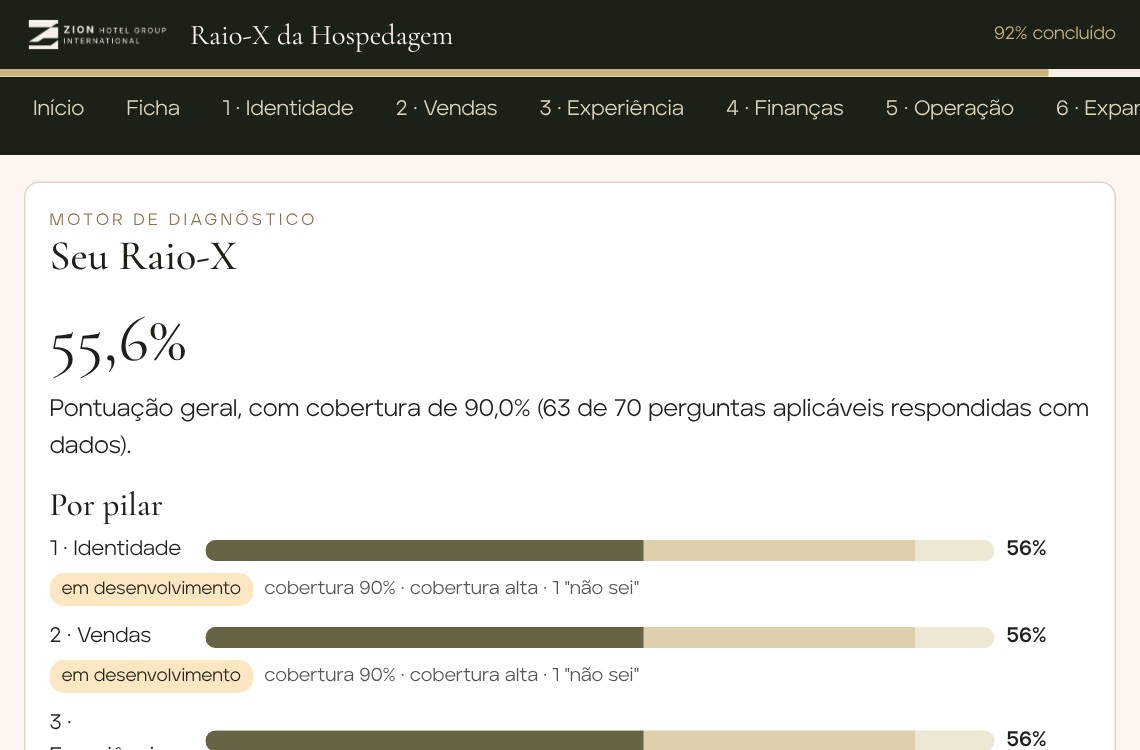 ZION HOTEL GROUP
INTERNATIONAL
Raio-X da Hospedagem
92% concluído
Início
Ficha
1 · Identidade
2 · Vendas
3 · Experiência
4 · Finanças
5 · Operação
6 · Expan
MOTOR DE DIAGNÓSTICO
Seu Raio-X
55,6%
Pontuação geral, com cobertura de 90,0% (63 de 70 perguntas aplicáveis respondidas com
dados).
Por pilar
1 · Identidade
56%
em desenvolvimento
cobertura 90% · cobertura alta · 1 "não sei"
2 · Vendas
56%
em desenvolvimento
cobertura 90% · cobertura alta · 1 "não sei"
3 ·
56%